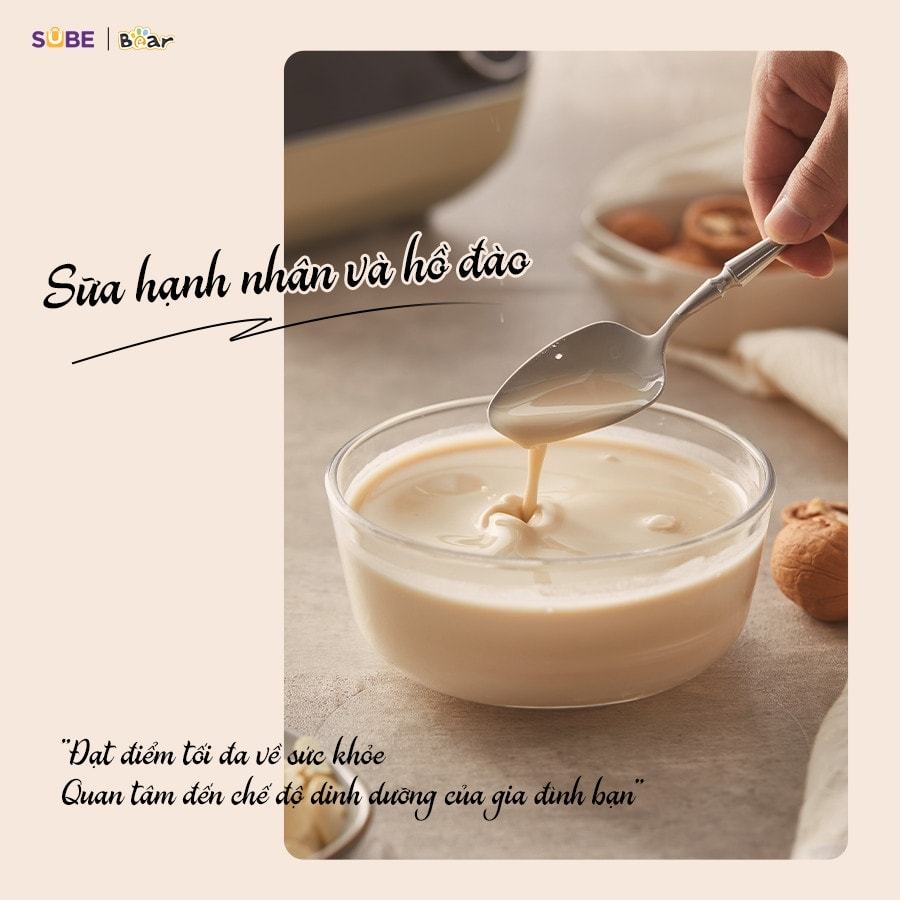 SUBE | Bear
Sữa hạnh nhân và hồ đào
"Đạt điểm tối đa về sức khỏe
Quan tâm đến chế độ dinh dưỡng của gia đình bạn"